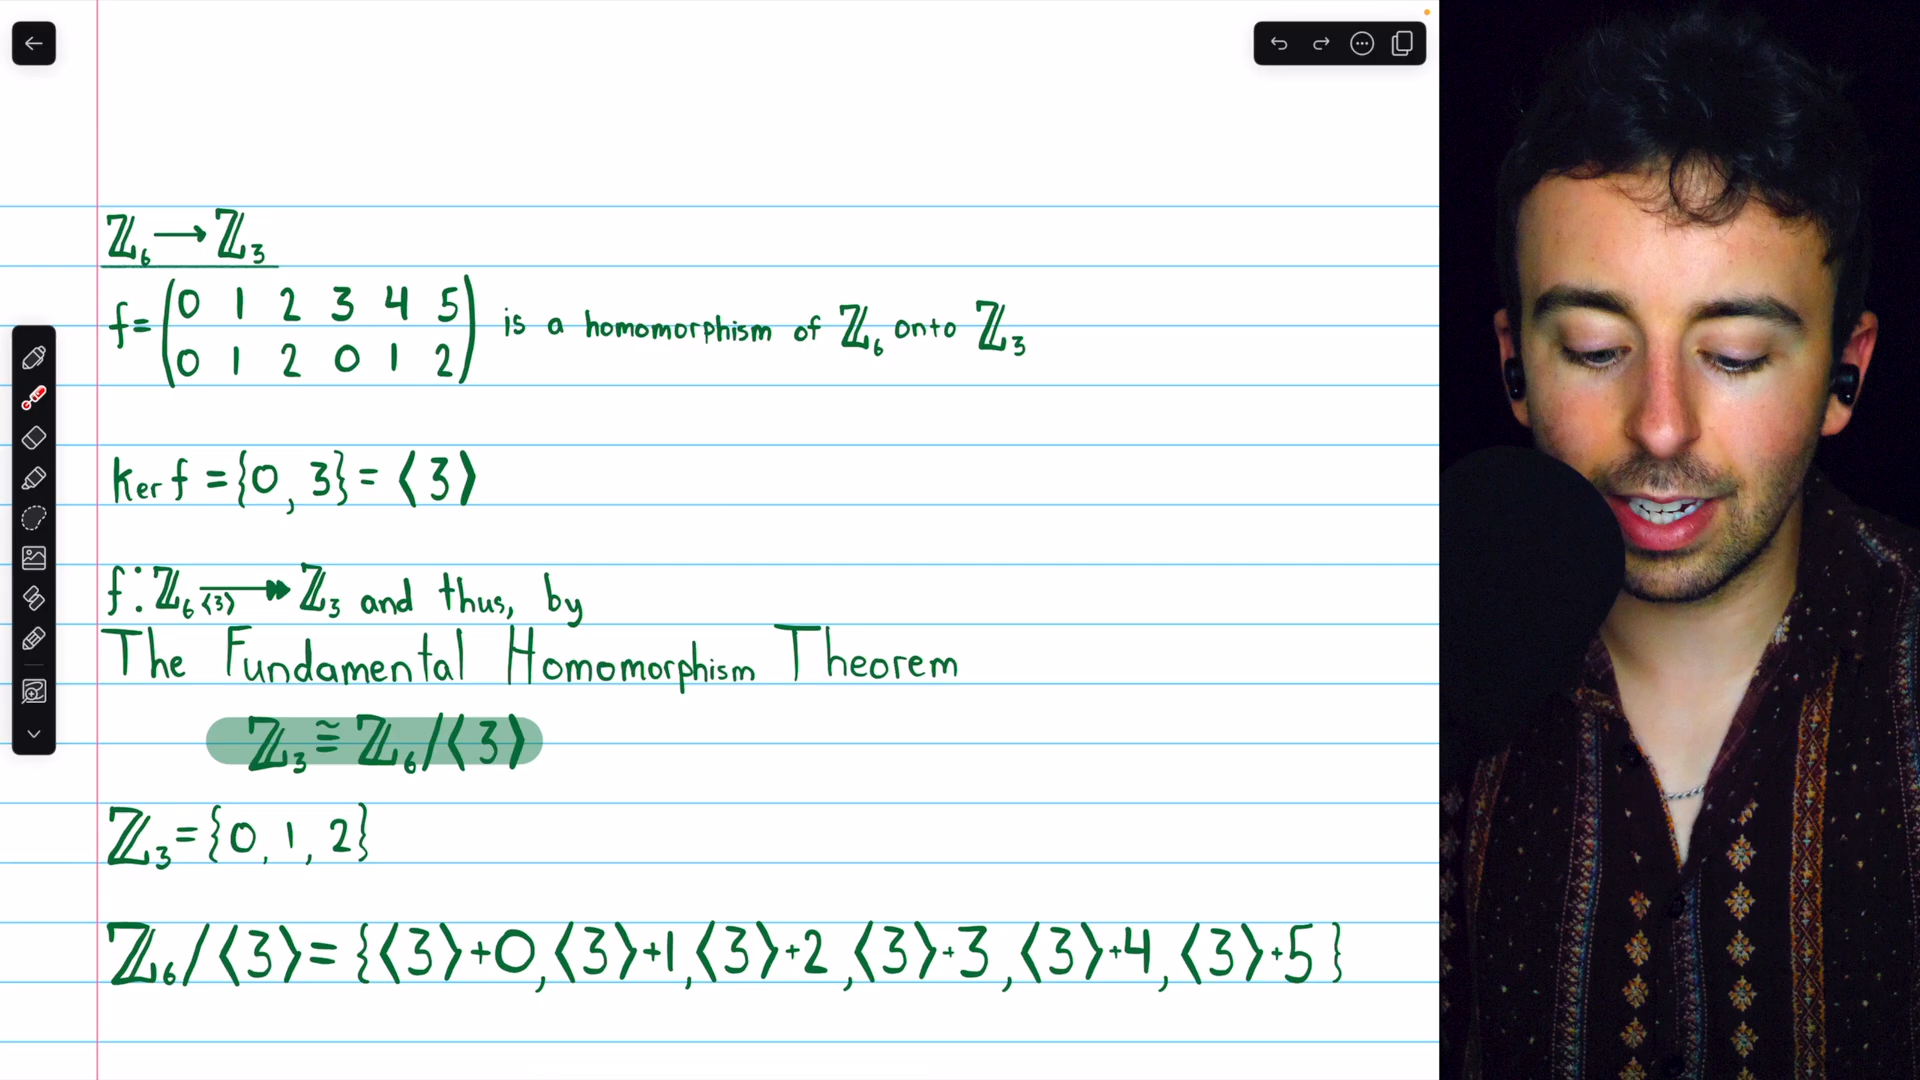 ℤ₆ → ℤ₃
f = (0 1 2 3 4 5
0 1 2 0 1 2) is a homomorphism of ℤ₆ onto ℤ₃
ker f = {0, 3} = ⟨3⟩
f: ℤ₆ ↠ ℤ₃ and thus, by
⟨3⟩
The Fundamental Homomorphism Theorem
ℤ₃ ≅ ℤ₆/⟨3⟩
ℤ₃ = {0, 1, 2}
ℤ₆/⟨3⟩ = {⟨3⟩+0, ⟨3⟩+1, ⟨3⟩+2, ⟨3⟩+3, ⟨3⟩+4, ⟨3⟩+5}